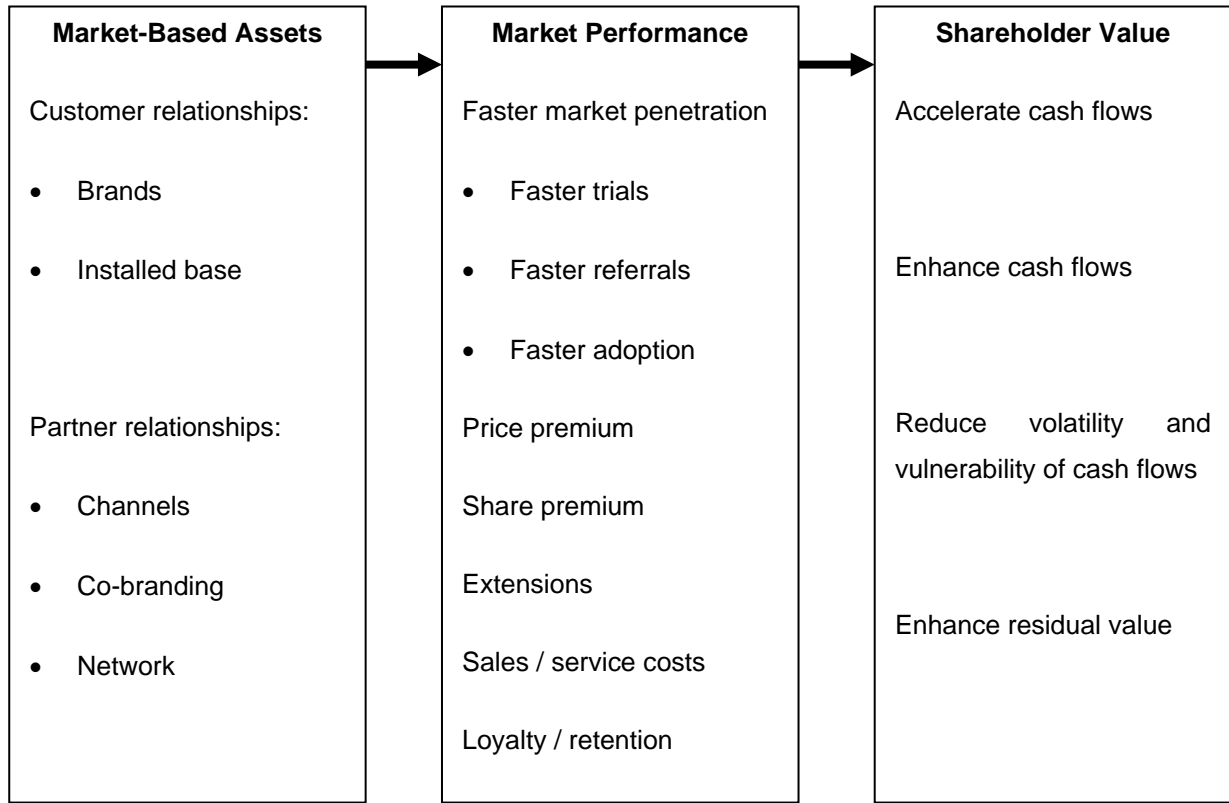 Market-Based Assets
Customer relationships:
• Brands
• Installed base
Partner relationships:
• Channels
• Co-branding
• Network
Market Performance
Faster market penetration
• Faster trials
• Faster referrals
• Faster adoption
Price premium
Share premium
Extensions
Sales / service costs
Loyalty / retention
Shareholder Value
Accelerate cash flows
Enhance cash flows
Reduce volatility and
vulnerability of cash flows
Enhance residual value